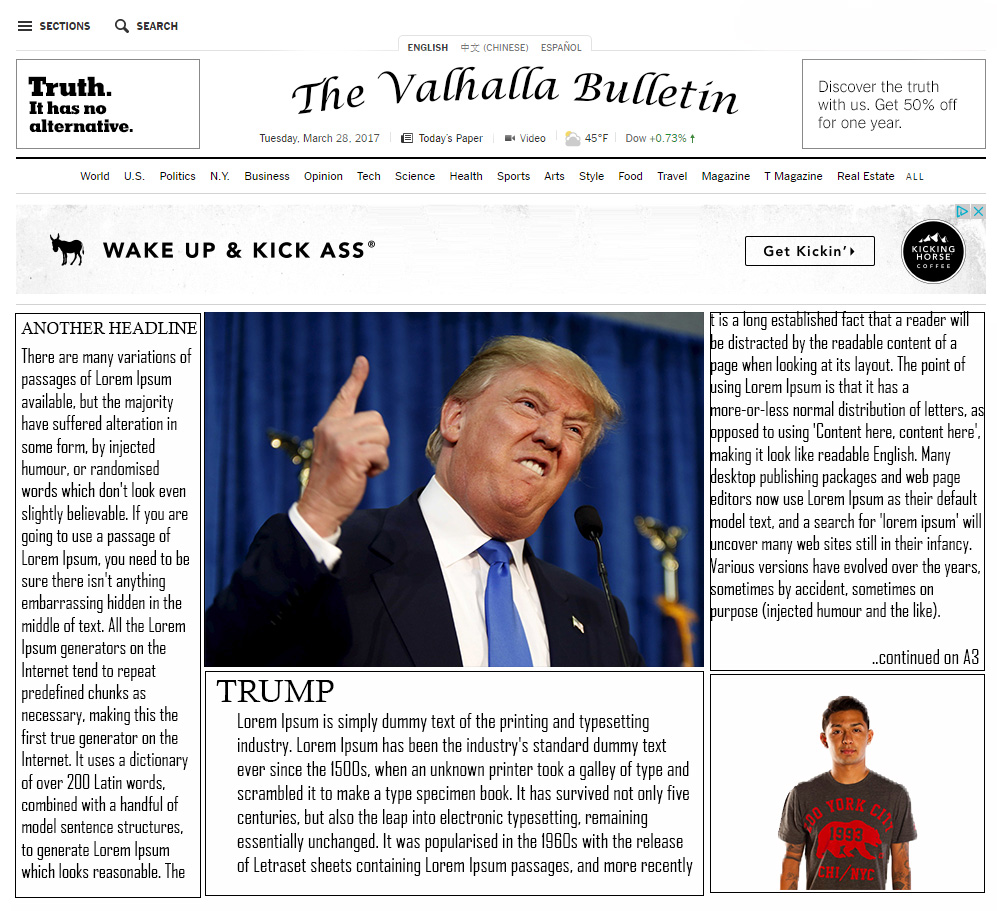 SECTIONS SEARCH
ENGLISH 中文 (CHINESE) ESPAÑOL
Truth.
It has no
alternative.
The Valhalla Bulletin
Discover the truth
with us. Get 50% off
for one year.
Tuesday, March 28, 2017 Today's Paper Video 45°F Dow +0.73% ↑
World U.S. Politics N.Y. Business Opinion Tech Science Health Sports Arts Style Food Travel Magazine T Magazine Real Estate ALL
WAKE UP & KICK ASS®
Get Kickin'
KICKING
HORSE
COFFEE
ANOTHER HEADLINE
There are many variations of
passages of Lorem Ipsum
available, but the majority
have suffered alteration in
some form, by injected
humour, or randomised
words which don't look even
slightly believable. If you are
going to use a passage of
Lorem Ipsum, you need to be
sure there isn't anything
embarrassing hidden in the
middle of text. All the Lorem
Ipsum generators on the
Internet tend to repeat
predefined chunks as
necessary, making this the
first true generator on the
Internet. It uses a dictionary
of over 200 Latin words,
combined with a handful of
model sentence structures,
to generate Lorem Ipsum
which looks reasonable. The
TRUMP
Lorem Ipsum is simply dummy text of the printing and typesetting
industry. Lorem Ipsum has been the industry's standard dummy text
ever since the 1500s, when an unknown printer took a galley of type and
scrambled it to make a type specimen book. It has survived not only five
centuries, but also the leap into electronic typesetting, remaining
essentially unchanged. It was popularised in the 1960s with the release
of Letraset sheets containing Lorem Ipsum passages, and more recently
t is a long established fact that a reader will
be distracted by the readable content of a
page when looking at its layout. The point of
using Lorem Ipsum is that it has a
more-or-less normal distribution of letters, as
opposed to using 'Content here, content here',
making it look like readable English. Many
desktop publishing packages and web page
editors now use Lorem Ipsum as their default
model text, and a search for 'lorem ipsum' will
uncover many web sites still in their infancy.
Various versions have evolved over the years,
sometimes by accident, sometimes on
purpose (injected humour and the like).
..continued on A3
ZOO YORK CITY
1993
CHI/NYC